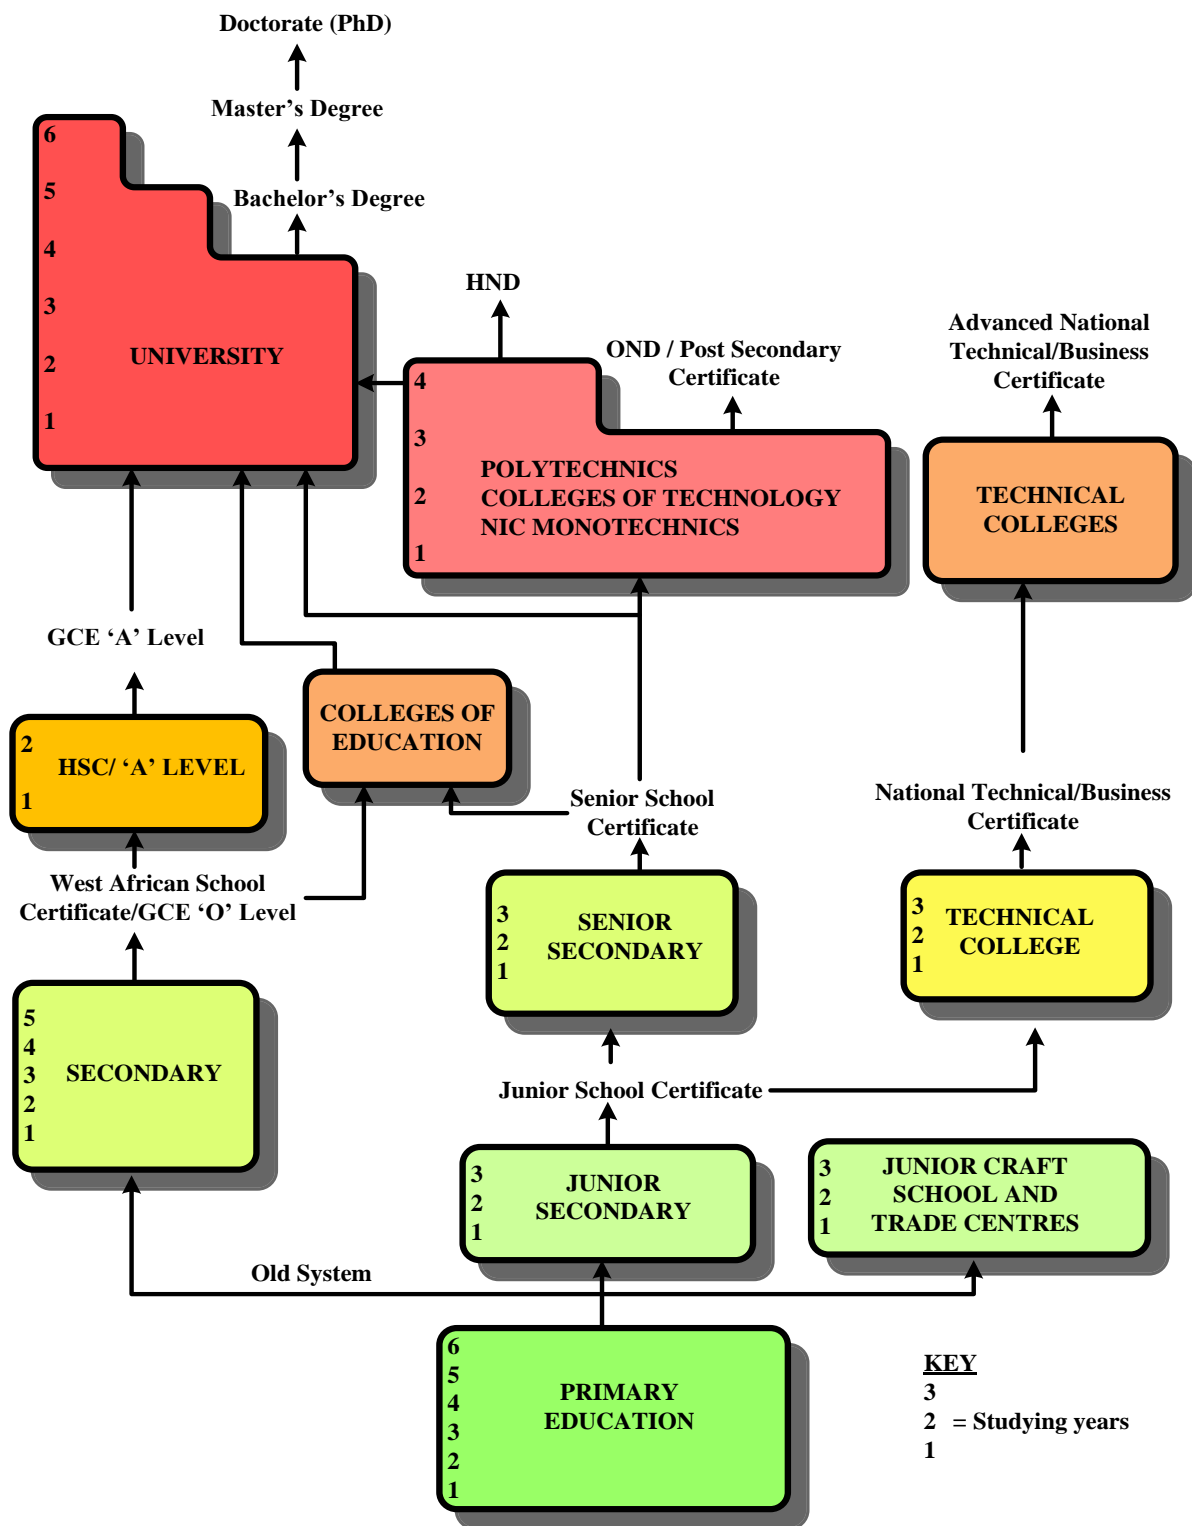 Doctorate (PhD)
Master’s Degree
Bachelor’s Degree
6
5
4
3
2
1
UNIVERSITY
HND
OND / Post Secondary
Certificate
Advanced National
Technical/Business
Certificate
4
3
2
1
POLYTECHNICS
COLLEGES OF TECHNOLOGY
NIC MONOTECHNICS
TECHNICAL
COLLEGES
GCE ‘A’ Level
COLLEGES OF
EDUCATION
2
1
HSC/ ‘A’ LEVEL
Senior School
Certificate
National Technical/Business
Certificate
West African School
Certificate/GCE ‘O’ Level
3
2
1
SENIOR
SECONDARY
3
2
1
TECHNICAL
COLLEGE
5
4
3
2
1
SECONDARY
Junior School Certificate
3
2
1
JUNIOR
SECONDARY
3
2
1
JUNIOR CRAFT
SCHOOL AND
TRADE CENTRES
Old System
6
5
4
3
2
1
PRIMARY
EDUCATION
KEY
3
2 = Studying years
1